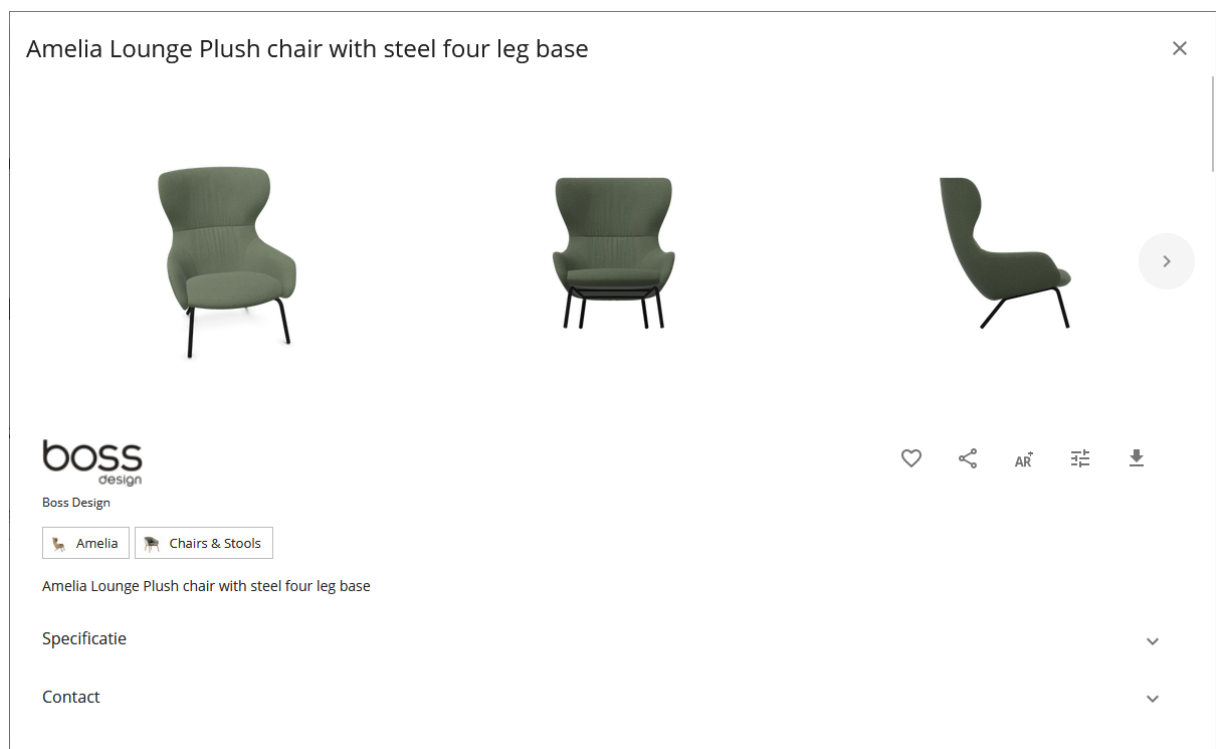 Amelia Lounge Plush chair with steel four leg base
boss
design
AR+
Boss Design
Amelia
Chairs & Stools
Amelia Lounge Plush chair with steel four leg base
Specificatie
Contact